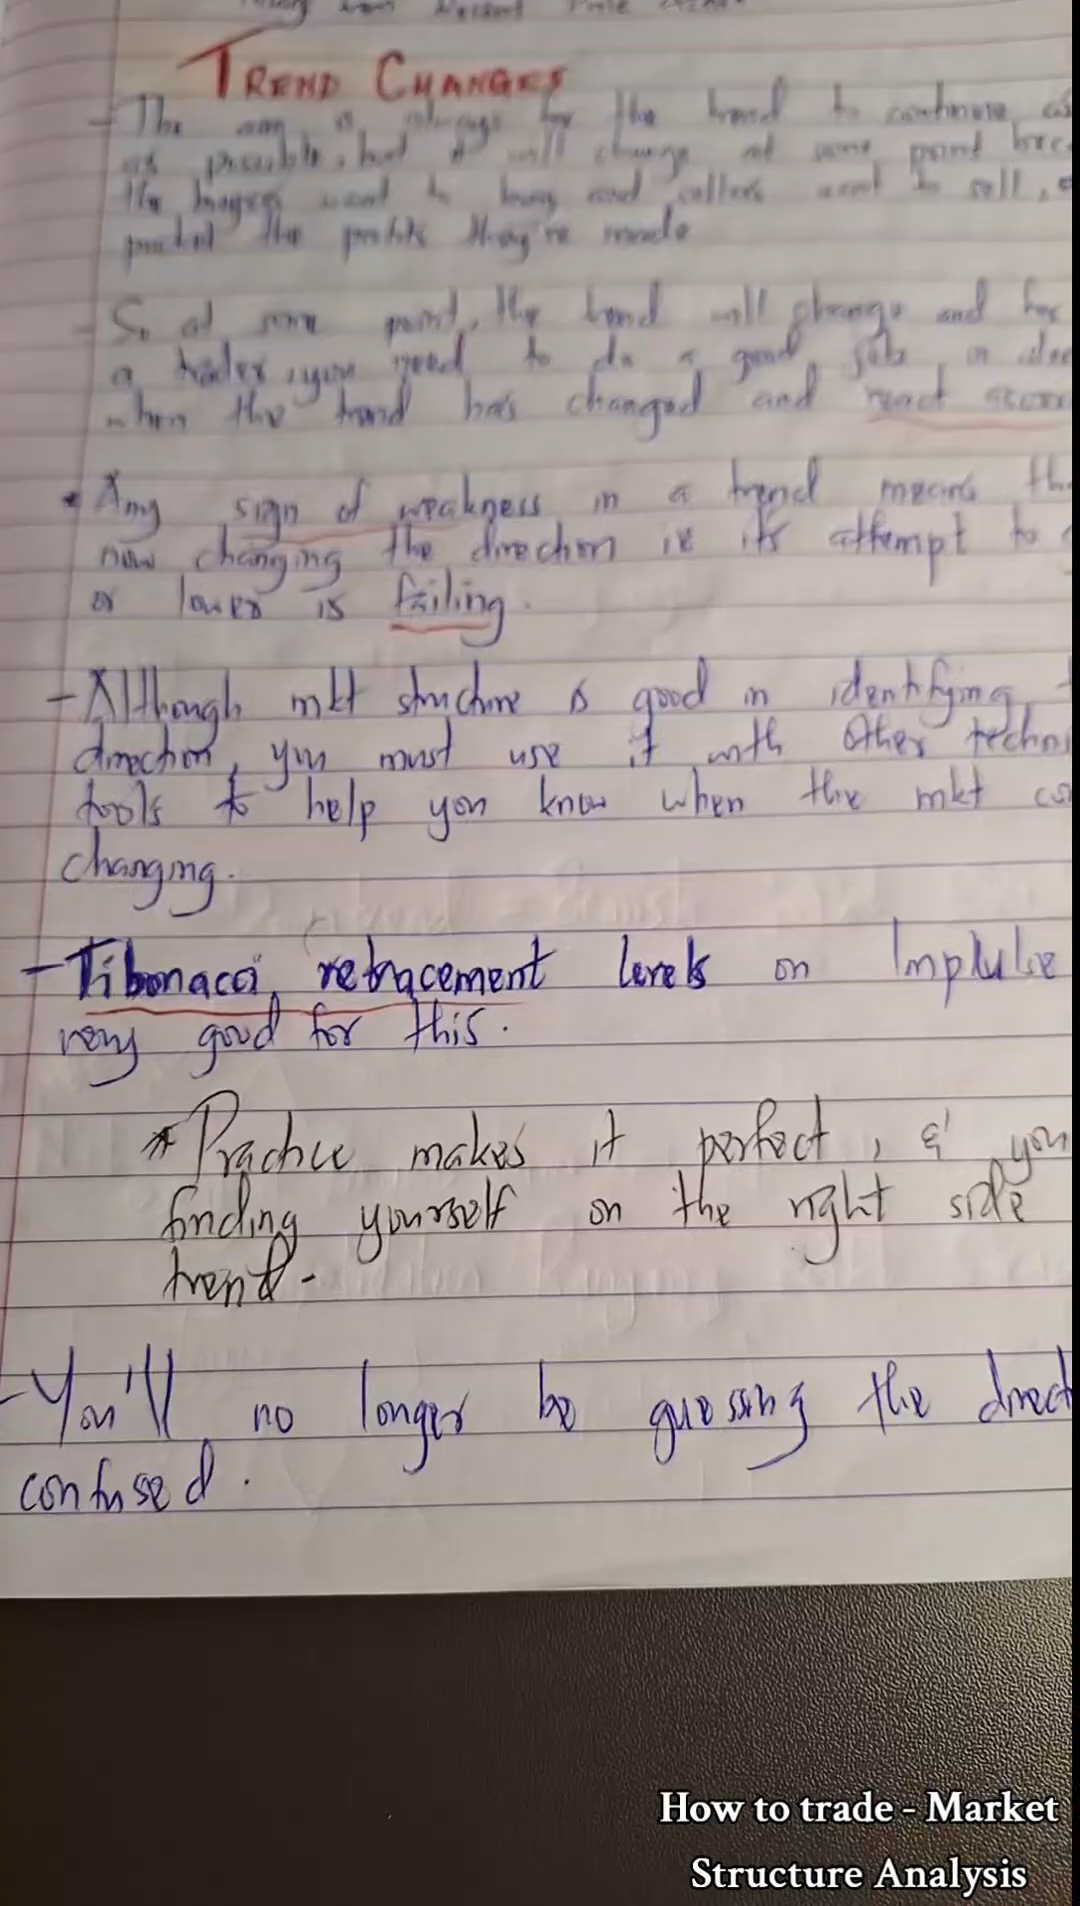 TREND CHANGES
- The aim is always for the trend to continue as
as possible, but it will change at some point bec
the buyers want to buy and sellers want to sell,
pocket the profits they're made
- So at some point, the trend will change and for
a trader, you need to do a good job in
when the trend has changed and react
* Any sign of weakness in a trend means th
now changing the direction ie its attempt to
or lower is failing.
- Although mkt structure is good in identifying
direction, you must use it with other techni
tools to help you know when the mkt
changing.
- Fibonacci retracement levels on Implulse
very good for this.
* Practice makes it perfect, & you
finding yourself on the right side
trend-
- You'll no longer be guessing the direct
confused.
How to trade - Market
Structure Analysis